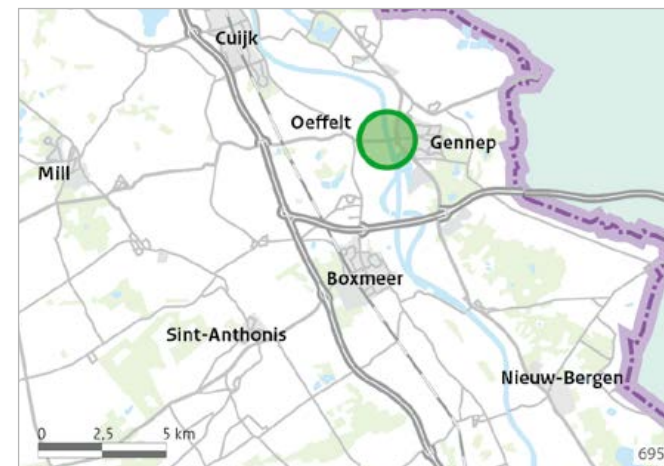 Cuijk
Oeffelt
Gennep
Mill
Boxmeer
Sint-Anthonis
Nieuw-Bergen
0 2,5 5 km
695